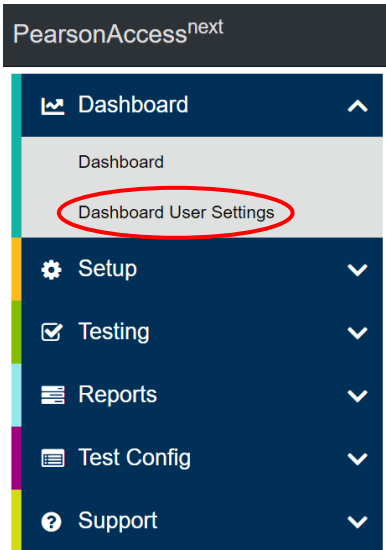 PearsonAccessnext
Dashboard
Dashboard
Dashboard User Settings
Setup
Testing
Reports
Test Config
Support